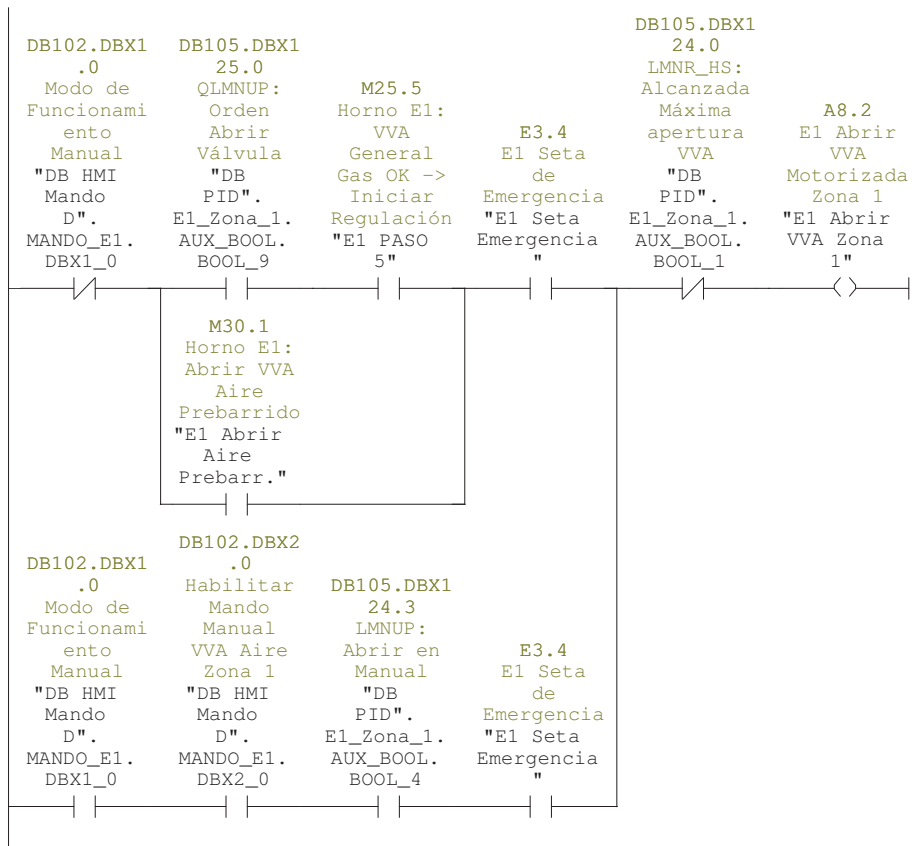 DB102.DBX1
.0
Modo de
Funcionami
ento
Manual
"DB HMI
Mando
D".
MANDO_E1.
DBX1_0
DB105.DBX1
25.0
QLMNUP:
Orden
Abrir
Válvula
"DB
PID".
E1_Zona_1.
AUX_BOOL.
BOOL_9
M25.5
Horno E1:
VVA
General
Gas OK ->
Iniciar
Regulación
"E1 PASO
5"
E3.4
E1 Seta
de
Emergencia
"E1 Seta
Emergencia
"
DB105.DBX1
24.0
LMNR_HS:
Alcanzada
Máxima
apertura
VVA
"DB
PID".
E1_Zona_1.
AUX_BOOL.
BOOL_1
A8.2
E1 Abrir
VVA
Motorizada
Zona 1
"E1 Abrir
VVA Zona
1"
M30.1
Horno E1:
Abrir VVA
Aire
Prebarrido
"E1 Abrir
Aire
Prebarr."
DB102.DBX1
.0
Modo de
Funcionami
ento
Manual
"DB HMI
Mando
D".
MANDO_E1.
DBX1_0
DB102.DBX2
.0
Habilitar
Mando
Manual
VVA Aire
Zona 1
"DB HMI
Mando
D".
MANDO_E1.
DBX2_0
DB105.DBX1
24.3
LMNUP:
Abrir en
Manual
"DB
PID".
E1_Zona_1.
AUX_BOOL.
BOOL_4
E3.4
E1 Seta
de
Emergencia
"E1 Seta
Emergencia
"